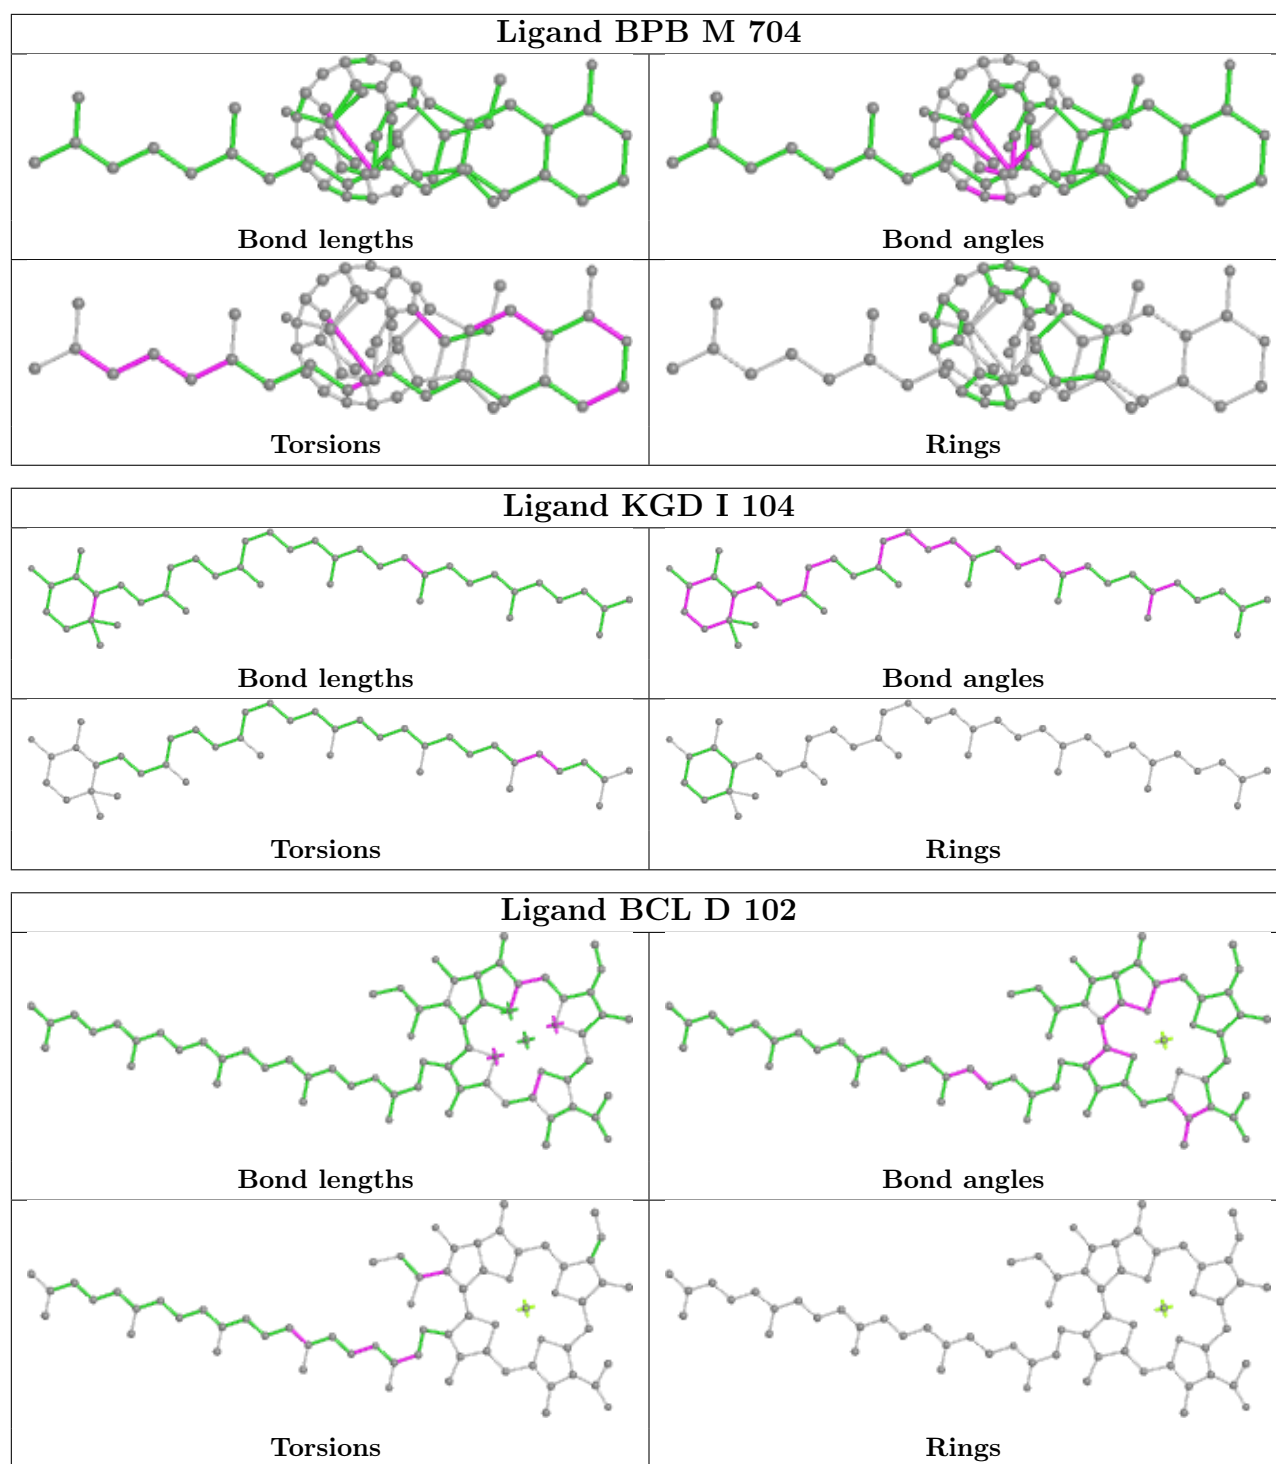 Ligand BPB M 704
Bond lengths
Bond angles
Torsions
Rings
Ligand KGD I 104
Bond lengths
Bond angles
Torsions
Rings
Ligand BCL D 102
Bond lengths
Bond angles
Torsions
Rings